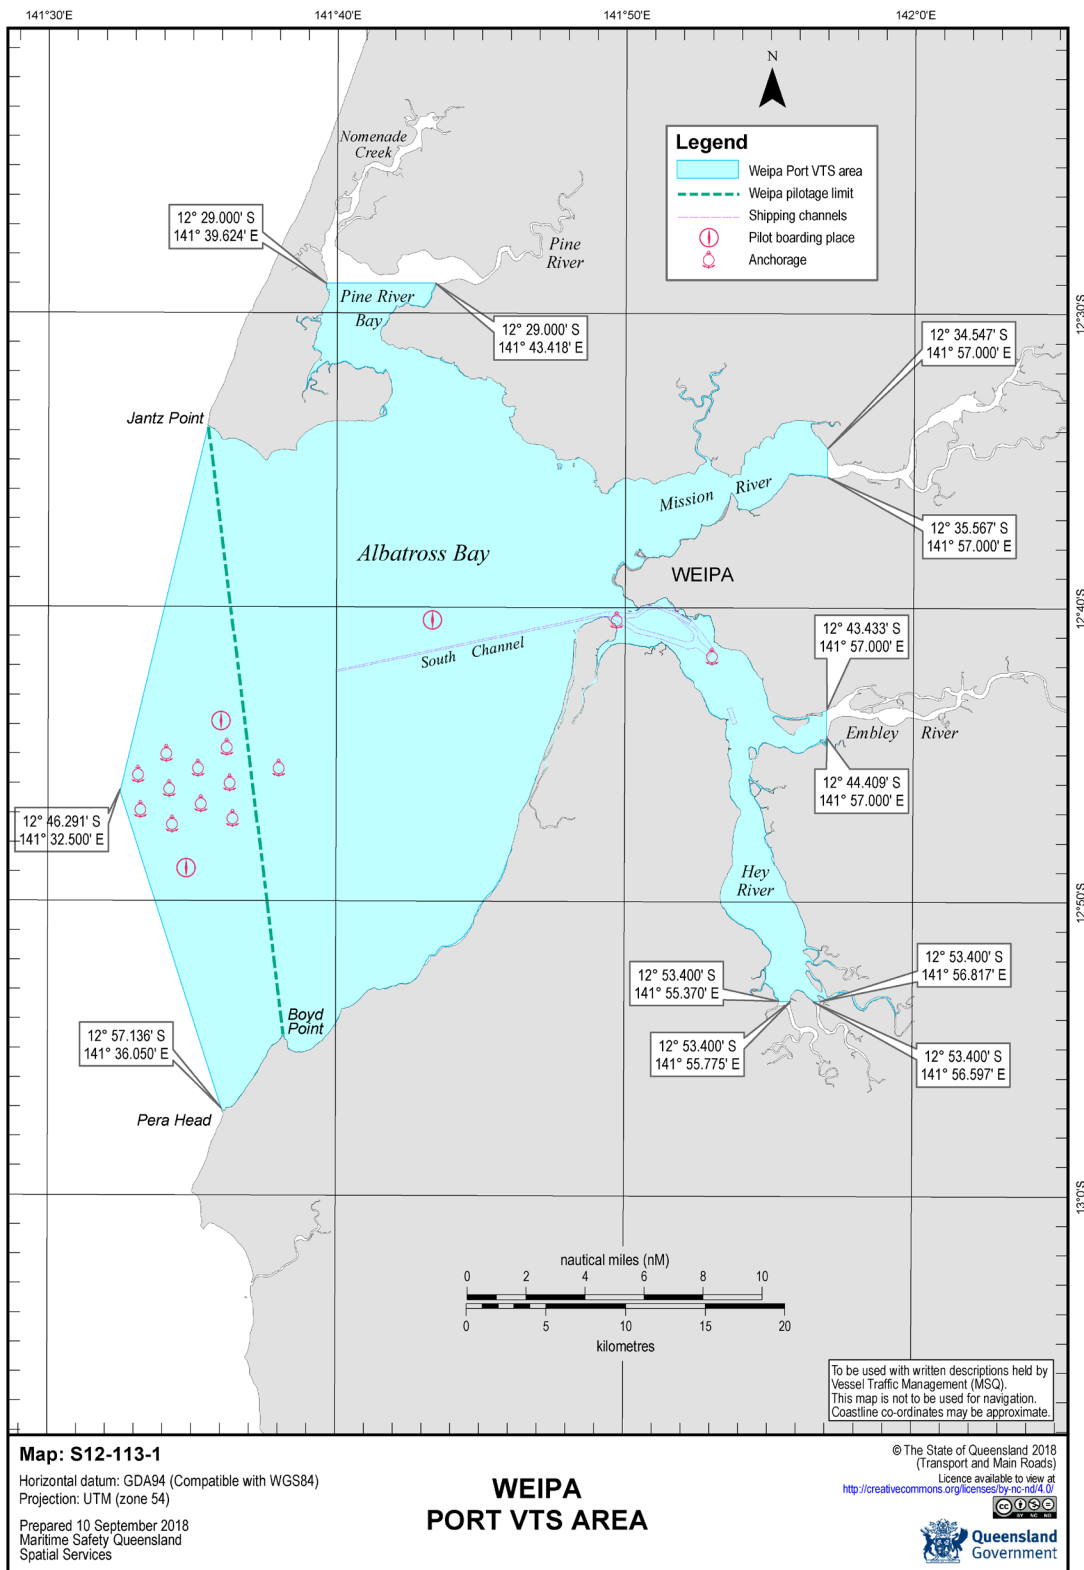 141°30'E
141°40'E
141°50'E
142°0'E
N
Nomenade
Creek
Legend
Weipa Port VTS area
Weipa pilotage limit
Shipping channels
Pilot boarding place
Anchorage
12° 29.000' S
141° 39.624' E
Pine
River
Pine River
Bay
12° 29.000' S
141° 43.418' E
12°30'S
12° 34.547' S
141° 57.000' E
Jantz Point
Mission River
12° 35.567' S
141° 57.000' E
Albatross Bay
WEIPA
12°40'S
South Channel
12° 43.433' S
141° 57.000' E
Embley River
12° 44.409' S
141° 57.000' E
12° 46.291' S
141° 32.500' E
Hey
River
12°50'S
12° 53.400' S
141° 55.370' E
12° 53.400' S
141° 56.817' E
Boyd
Point
12° 57.136' S
141° 36.050' E
12° 53.400' S
141° 55.775' E
12° 53.400' S
141° 56.597' E
Pera Head
13°0'S
nautical miles (nM)
0 2 4 6 8 10
0 5 10 15 20
kilometres
To be used with written descriptions held by
Vessel Traffic Management (MSQ).
This map is not to be used for navigation.
Coastline co-ordinates may be approximate.
Map: S12-113-1
Horizontal datum: GDA94 (Compatible with WGS84)
Projection: UTM (zone 54)
Prepared 10 September 2018
Maritime Safety Queensland
Spatial Services
WEIPA
PORT VTS AREA
© The State of Queensland 2018
(Transport and Main Roads)
Licence available to view at
http://creativecommons.org/licenses/by-nc-nd/4.0/
cc
BY NC ND
Queensland
Government